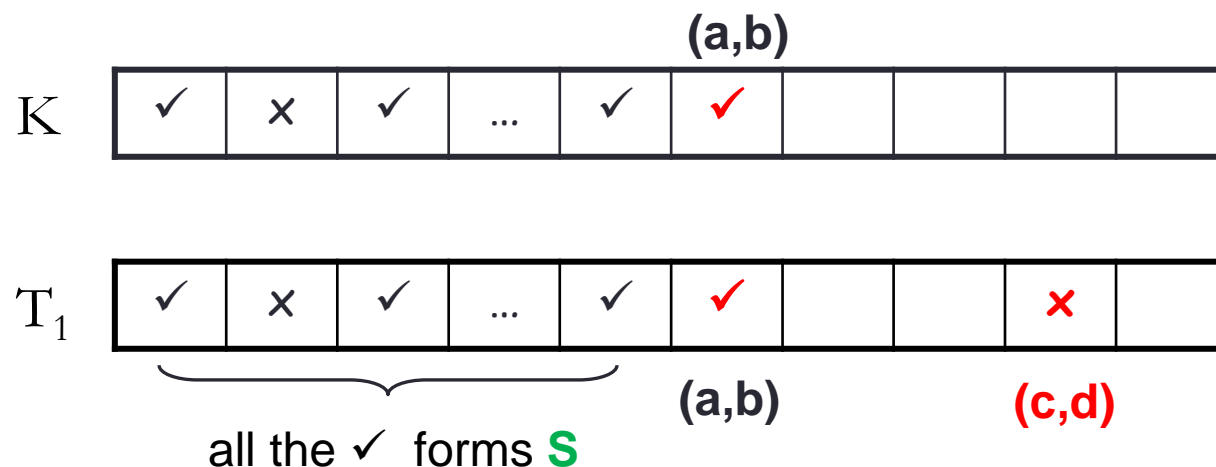 (a,b)
K ✓ × ✓ ... ✓ ✓
T₁ ✓ × ✓ ... ✓ ✓ ×
(a,b) (c,d)
all the ✓ forms S